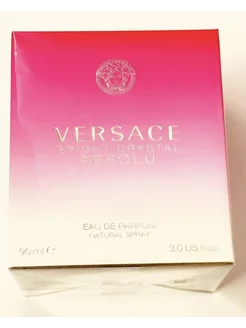 VERSACE
BRIGHT CRYSTAL
ABSOLU
EAU DE PARFUM
NATURAL SPRAY
90 ml ℮ 3.0 US fl.oz.